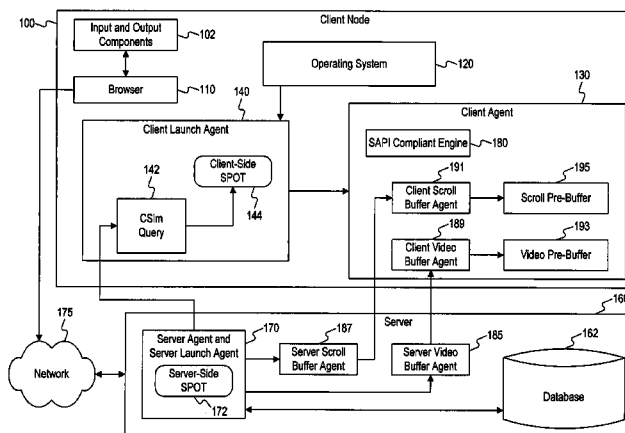 100
Client Node
Input and Output
Components
102
Operating System
120
Browser
110
130
140
Client Agent
Client Launch Agent
SAPI Compliant Engine
180
142
Client-Side
SPOT
144
191
195
Client Scroll
Buffer Agent
Scroll Pre-Buffer
CSim
Query
189
193
Client Video
Buffer Agent
Video Pre-Buffer
160
175
Server
170
187
185
162
Server Agent and
Server Launch Agent
Server Scroll
Buffer Agent
Server Video
Buffer Agent
Network
Server-Side
SPOT
172
Database